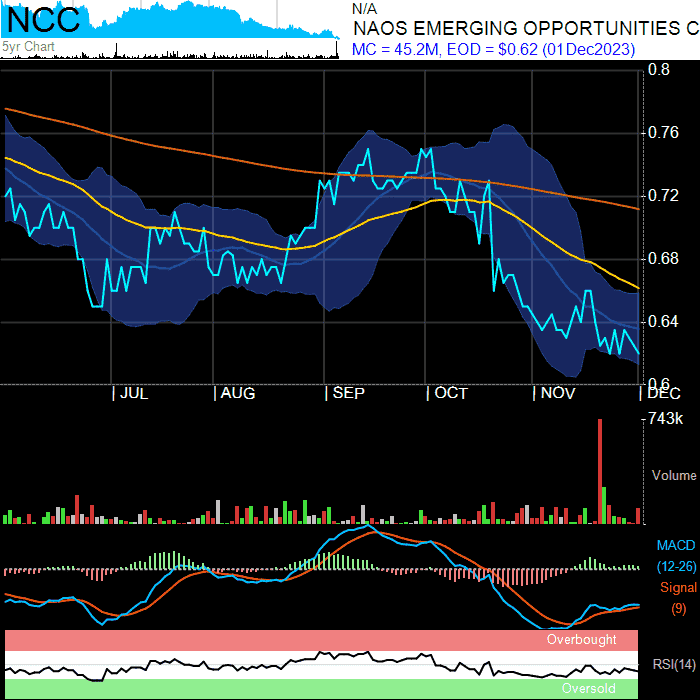 NCC
5yr Chart
N/A
NAOS EMERGING OPPORTUNITIES C
MC = 45.2M, EOD = $0.62 (01Dec2023)
0.8
0.76
0.72
0.68
0.64
0.6
JUL
AUG
SEP
OCT
NOV
DEC
743k
Volume
MACD
(12-26)
Signal
(9)
Overbought
RSI(14)
Oversold